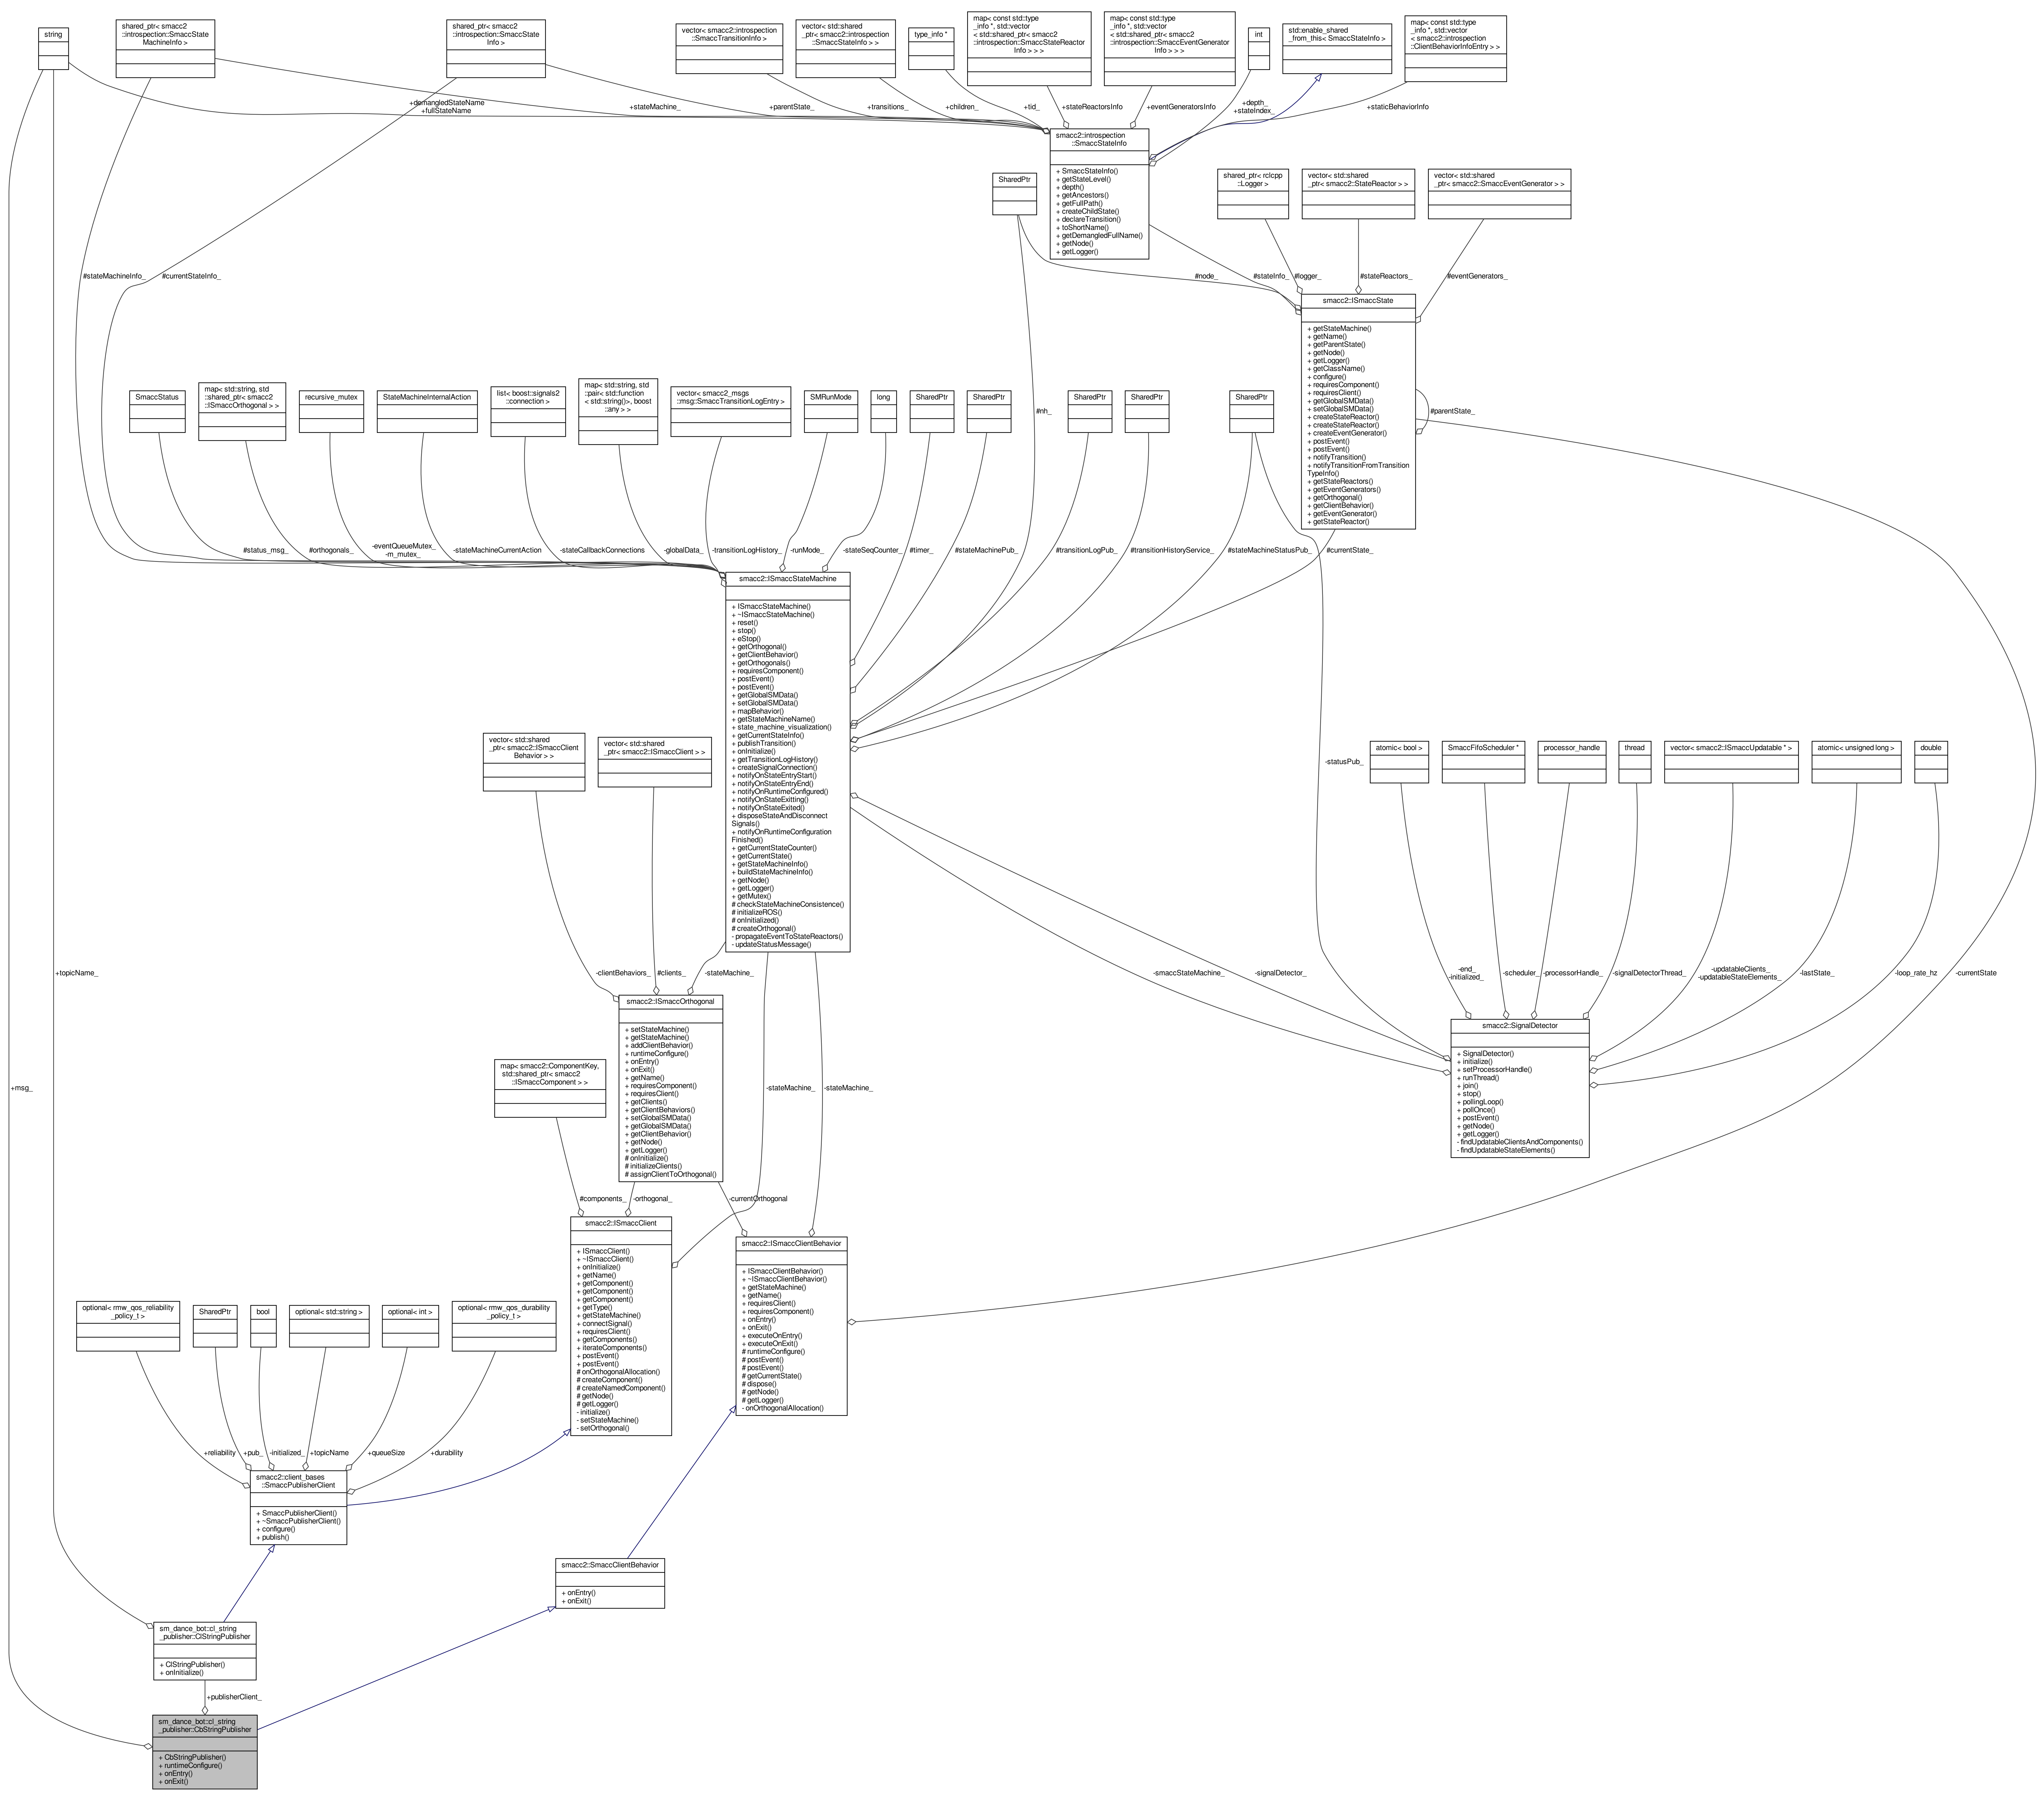 string
shared_ptr< smacc2
::introspection::SmaccState
MachineInfo >
shared_ptr< smacc2
::introspection::SmaccState
Info >
vector< smacc2::introspection
::SmaccTransitionInfo >
vector< std::shared
_ptr< smacc2::introspection
::SmaccStateInfo > >
type_info *
map< const std::type
_info *, std::vector
< std::shared_ptr< smacc2
::introspection::SmaccStateReactor
Info > > >
map< const std::type
_info *, std::vector
< std::shared_ptr< smacc2
::introspection::SmaccEventGenerator
Info > > >
int
std::enable_shared
_from_this< SmaccStateInfo >
map< const std::type
_info *, std::vector
< smacc2::introspection
::ClientBehaviorInfoEntry > >
+demangledStateName
+fullStateName
+stateMachine_
+parentState_
+transitions_
+children_
+tid_
+stateReactorsInfo
+eventGeneratorsInfo
+depth_
+stateIndex_
+staticBehaviorInfo
smacc2::introspection
::SmaccStateInfo
+ SmaccStateInfo()
+ getStateLevel()
+ depth()
+ getAncestors()
+ getFullPath()
+ createChildState()
+ declareTransition()
+ toShortName()
+ getDemangledFullName()
+ getNode()
+ getLogger()
SharedPtr
shared_ptr< rclcpp
::Logger >
vector< std::shared
_ptr< smacc2::StateReactor > >
vector< std::shared
_ptr< smacc2::SmaccEventGenerator > >
#stateMachineInfo_
#currentStateInfo_
#node_
#stateInfo_
#logger_
#stateReactors_
#eventGenerators_
smacc2::ISmaccState
+ getStateMachine()
+ getName()
+ getParentState()
+ getNode()
+ getLogger()
+ getClassName()
+ configure()
+ requiresComponent()
+ requiresClient()
+ getGlobalSMData()
+ setGlobalSMData()
+ createStateReactor()
+ createStateReactor()
+ createEventGenerator()
+ postEvent()
+ postEvent()
+ notifyTransition()
+ notifyTransitionFromTransition
TypeInfo()
+ getStateReactors()
+ getEventGenerators()
+ getOrthogonal()
+ getClientBehavior()
+ getEventGenerator()
+ getStateReactor()
#parentState_
SmaccStatus
map< std::string, std
::shared_ptr< smacc2
::ISmaccOrthogonal > >
recursive_mutex
StateMachineInternalAction
list< boost::signals2
::connection >
map< std::string, std
::pair< std::function
< std::string()>, boost
::any > >
vector< smacc2_msgs
::msg::SmaccTransitionLogEntry >
SMRunMode
long
SharedPtr
SharedPtr
SharedPtr
SharedPtr
SharedPtr
#nh_
#status_msg_
#orthogonals_
-eventQueueMutex_
-m_mutex_
-stateMachineCurrentAction
-stateCallbackConnections
-globalData_
-transitionLogHistory_
-runMode_
-stateSeqCounter_
#timer_
#stateMachinePub_
#transitionLogPub_
#transitionHistoryService_
#stateMachineStatusPub_
#currentState_
smacc2::ISmaccStateMachine
+ ISmaccStateMachine()
+ ~ISmaccStateMachine()
+ reset()
+ stop()
+ eStop()
+ getOrthogonal()
+ getClientBehavior()
+ getOrthogonals()
+ requiresComponent()
+ postEvent()
+ postEvent()
+ getGlobalSMData()
+ setGlobalSMData()
+ mapBehavior()
+ getStateMachineName()
+ state_machine_visualization()
+ getCurrentStateInfo()
+ publishTransition()
+ onInitialize()
+ getTransitionLogHistory()
+ createSignalConnection()
+ notifyOnStateEntryStart()
+ notifyOnStateEntryEnd()
+ notifyOnRuntimeConfigured()
+ notifyOnStateExitting()
+ notifyOnStateExited()
+ disposeStateAndDisconnect
Signals()
+ notifyOnRuntimeConfiguration
Finished()
+ getCurrentStateCounter()
+ getCurrentState()
+ getStateMachineInfo()
+ buildStateMachineInfo()
+ getNode()
+ getLogger()
+ getMutex()
# checkStateMachineConsistence()
# initializeROS()
# onInitialized()
# createOrthogonal()
- propagateEventToStateReactors()
- updateStatusMessage()
vector< std::shared
_ptr< smacc2::ISmaccClient
Behavior > >
vector< std::shared
_ptr< smacc2::ISmaccClient > >
-statusPub_
atomic< bool >
SmaccFifoScheduler *
processor_handle
thread
vector< smacc2::ISmaccUpdatable * >
atomic< unsigned long >
double
+topicName_
-clientBehaviors_
#clients_
-stateMachine_
-smaccStateMachine_
-signalDetector_
-end_
-initialized_
-scheduler_
-processorHandle_
-signalDetectorThread_
-updatableClients_
-updatableStateElements_
-lastState_
-loop_rate_hz
-currentState
smacc2::ISmaccOrthogonal
+ setStateMachine()
+ getStateMachine()
+ addClientBehavior()
+ runtimeConfigure()
+ onEntry()
+ onExit()
+ getName()
+ requiresComponent()
+ requiresClient()
+ getClients()
+ getClientBehaviors()
+ setGlobalSMData()
+ getGlobalSMData()
+ getClientBehavior()
+ getNode()
+ getLogger()
# onInitialize()
# initializeClients()
# assignClientToOrthogonal()
smacc2::SignalDetector
+ SignalDetector()
+ initialize()
+ setProcessorHandle()
+ runThread()
+ join()
+ stop()
+ pollingLoop()
+ pollOnce()
+ postEvent()
+ getNode()
+ getLogger()
- findUpdatableClientsAndComponents()
- findUpdatableStateElements()
map< smacc2::ComponentKey,
std::shared_ptr< smacc2
::ISmaccComponent > >
+msg_
-stateMachine_
-stateMachine_
#components_
-orthogonal_
-currentOrthogonal
smacc2::ISmaccClient
+ ISmaccClient()
+ ~ISmaccClient()
+ onInitialize()
+ getName()
+ getComponent()
+ getComponent()
+ getComponent()
+ getType()
+ getStateMachine()
+ connectSignal()
+ requiresClient()
+ getComponents()
+ iterateComponents()
+ postEvent()
+ postEvent()
# onOrthogonalAllocation()
# createComponent()
# createNamedComponent()
# getNode()
# getLogger()
- initialize()
- setStateMachine()
- setOrthogonal()
smacc2::ISmaccClientBehavior
+ ISmaccClientBehavior()
+ ~ISmaccClientBehavior()
+ getStateMachine()
+ getName()
+ requiresClient()
+ requiresComponent()
+ onEntry()
+ onExit()
+ executeOnEntry()
+ executeOnExit()
# runtimeConfigure()
# postEvent()
# postEvent()
# getCurrentState()
# dispose()
# getNode()
# getLogger()
- onOrthogonalAllocation()
optional< rmw_qos_reliability
_policy_t >
SharedPtr
bool
optional< std::string >
optional< int >
optional< rmw_qos_durability
_policy_t >
+reliability
+pub_
-initialized_
+topicName
+queueSize
+durability
smacc2::client_bases
::SmaccPublisherClient
+ SmaccPublisherClient()
+ ~SmaccPublisherClient()
+ configure()
+ publish()
smacc2::SmaccClientBehavior
+ onEntry()
+ onExit()
sm_dance_bot::cl_string
_publisher::ClStringPublisher
+ ClStringPublisher()
+ onInitialize()
+publisherClient_
sm_dance_bot::cl_string
_publisher::CbStringPublisher
+ CbStringPublisher()
+ runtimeConfigure()
+ onEntry()
+ onExit()